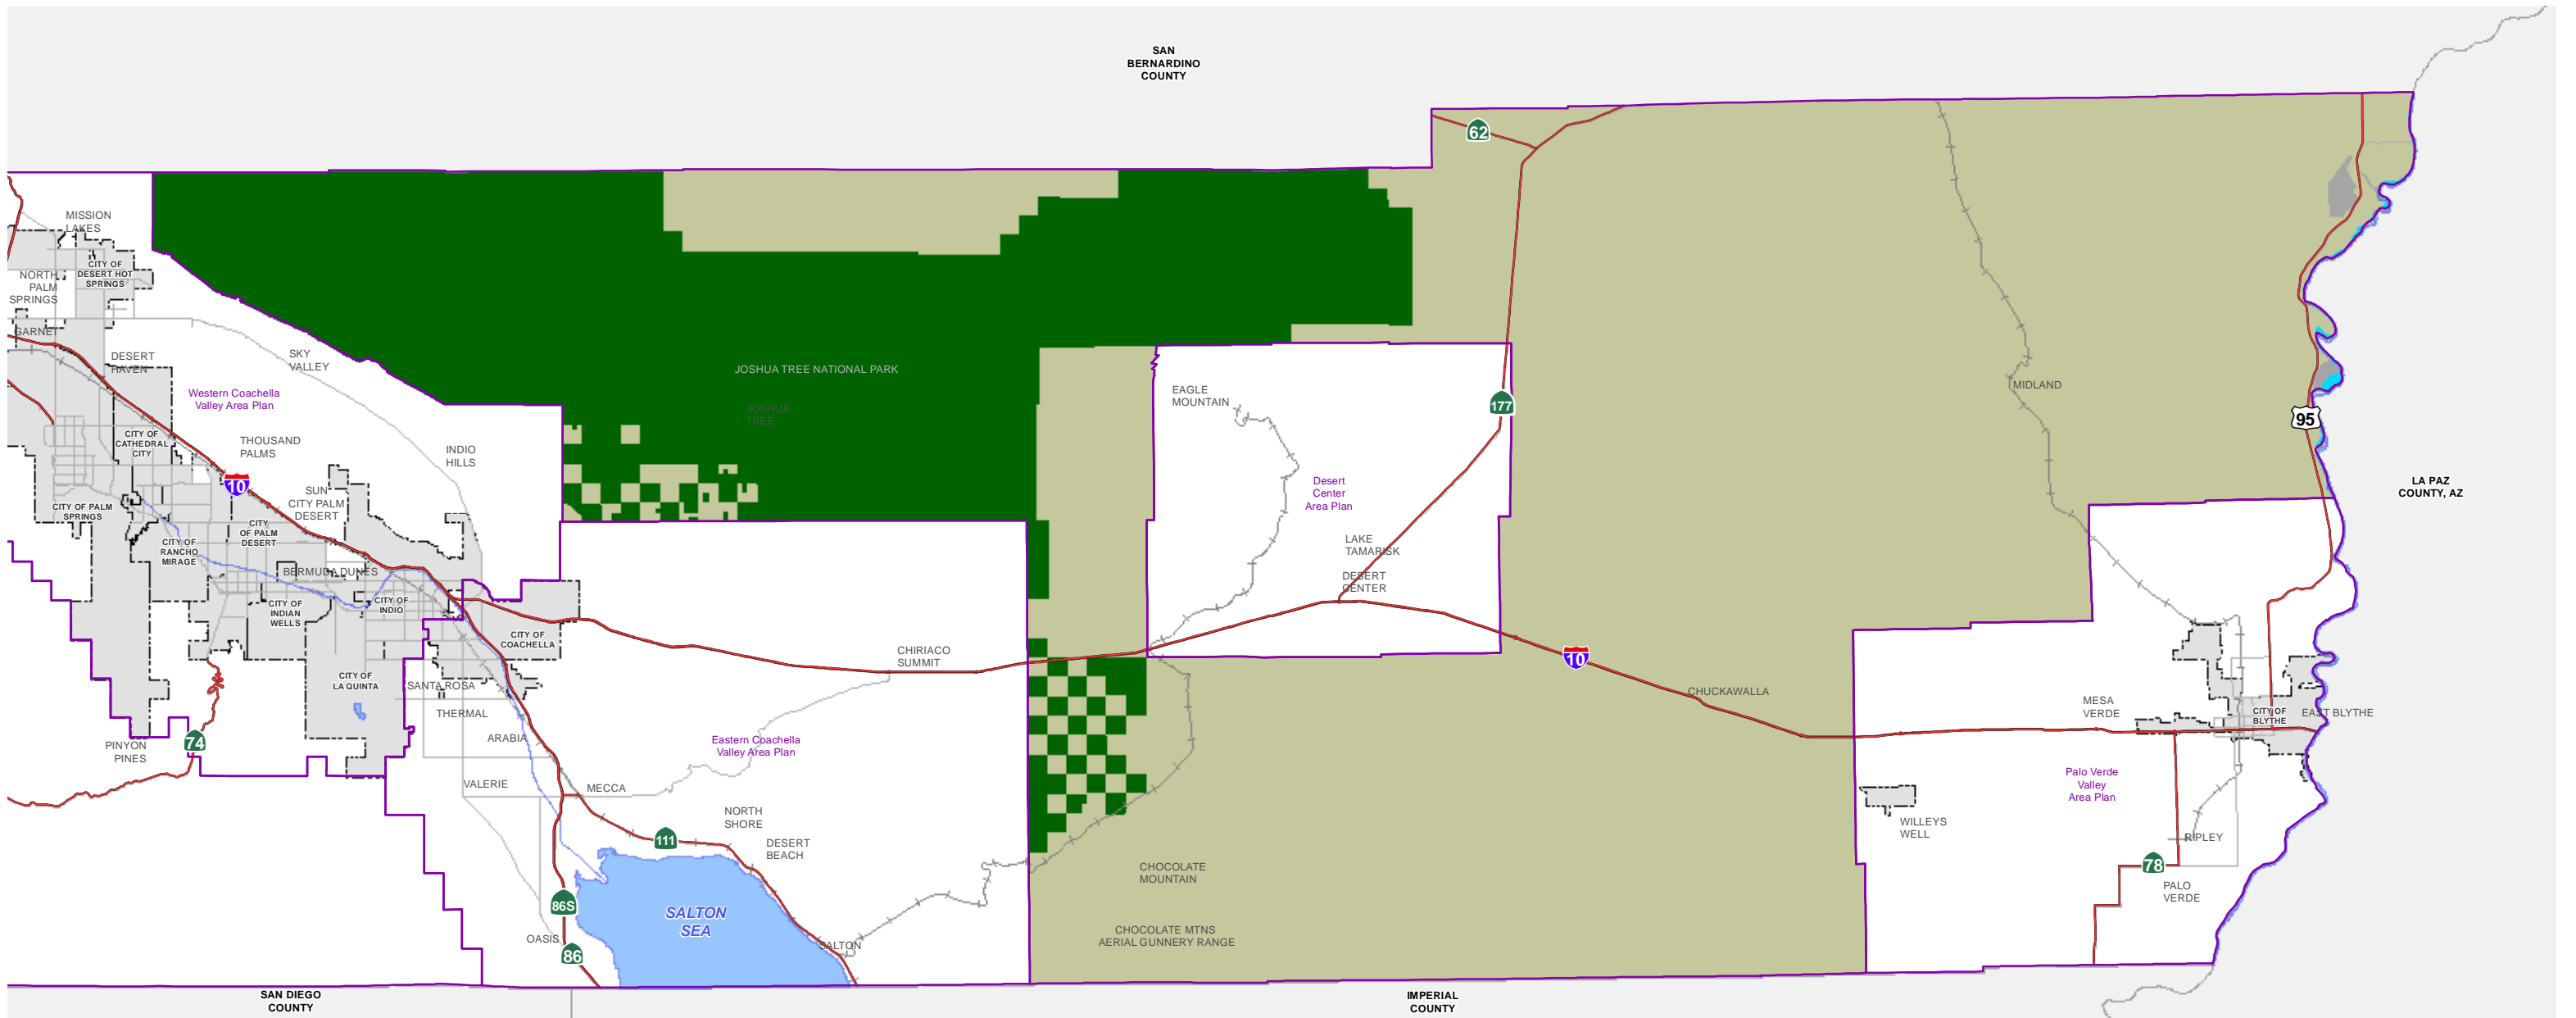 SAN
BERNARDINO
COUNTY
62
MISSION
LAKES
CITY OF
DESERT HOT
SPRINGS
NORTH
PALM
SPRINGS
GARNET
DESERT
HAVEN
SKY
VALLEY
Western Coachella
Valley Area Plan
JOSHUA TREE NATIONAL PARK
JOSHUA
TREE
EAGLE
MOUNTAIN
177
MIDLAND
95
CITY OF
CATHEDRAL
CITY
THOUSAND
PALMS
INDIO
HILLS
10
SUN
CITY PALM
DESERT
CITY OF PALM
SPRINGS
CITY
OF PALM
DESERT
CITY OF
RANCHO
MIRAGE
Desert
Center
Area Plan
LA PAZ
COUNTY, AZ
LAKE
TAMARISK
DESERT
CENTER
BERMUDA DUNES
CITY OF
INDIAN
WELLS
CITY OF
INDIO
CITY OF
COACHELLA
CHIRIACO
SUMMIT
10
CITY OF
LA QUINTA
SANTA ROSA
THERMAL
CHUCKAWALLA
MESA
VERDE
CITY OF
BLYTHE
EAST BLYTHE
74
PINYON
PINES
ARABIA
Eastern Coachella
Valley Area Plan
VALERIE
MECCA
Palo Verde
Valley
Area Plan
NORTH
SHORE
111
DESERT
BEACH
WILLEYS
WELL
RIPLEY
78
CHOCOLATE
MOUNTAIN
PALO
VERDE
86S
SALTON
SEA
OASIS
86
SALTON
CHOCOLATE MTNS
AERIAL GUNNERY RANGE
SAN DIEGO
COUNTY
IMPERIAL
COUNTY